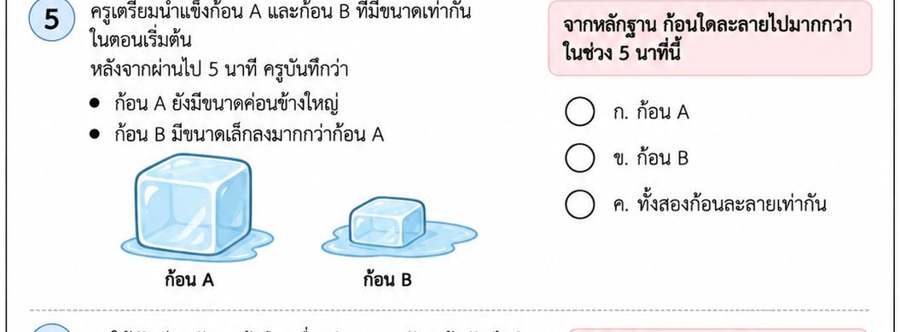 5
ครูเตรียมน้ำแข็งก้อน A และก้อน B ที่มีขนาดเท่ากัน
ในตอนเริ่มต้น
หลังจากผ่านไป 5 นาที ครูบันทึกว่า
• ก้อน A ยังมีขนาดค่อนข้างใหญ่
• ก้อน B มีขนาดเล็กลงมากกว่าก้อน A
ก้อน A
ก้อน B
จากหลักฐาน ก้อนใดละลายไปมากกว่า
ในช่วง 5 นาทีนี้
ก. ก้อน A
ข. ก้อน B
ค. ทั้งสองก้อนละลายเท่ากัน